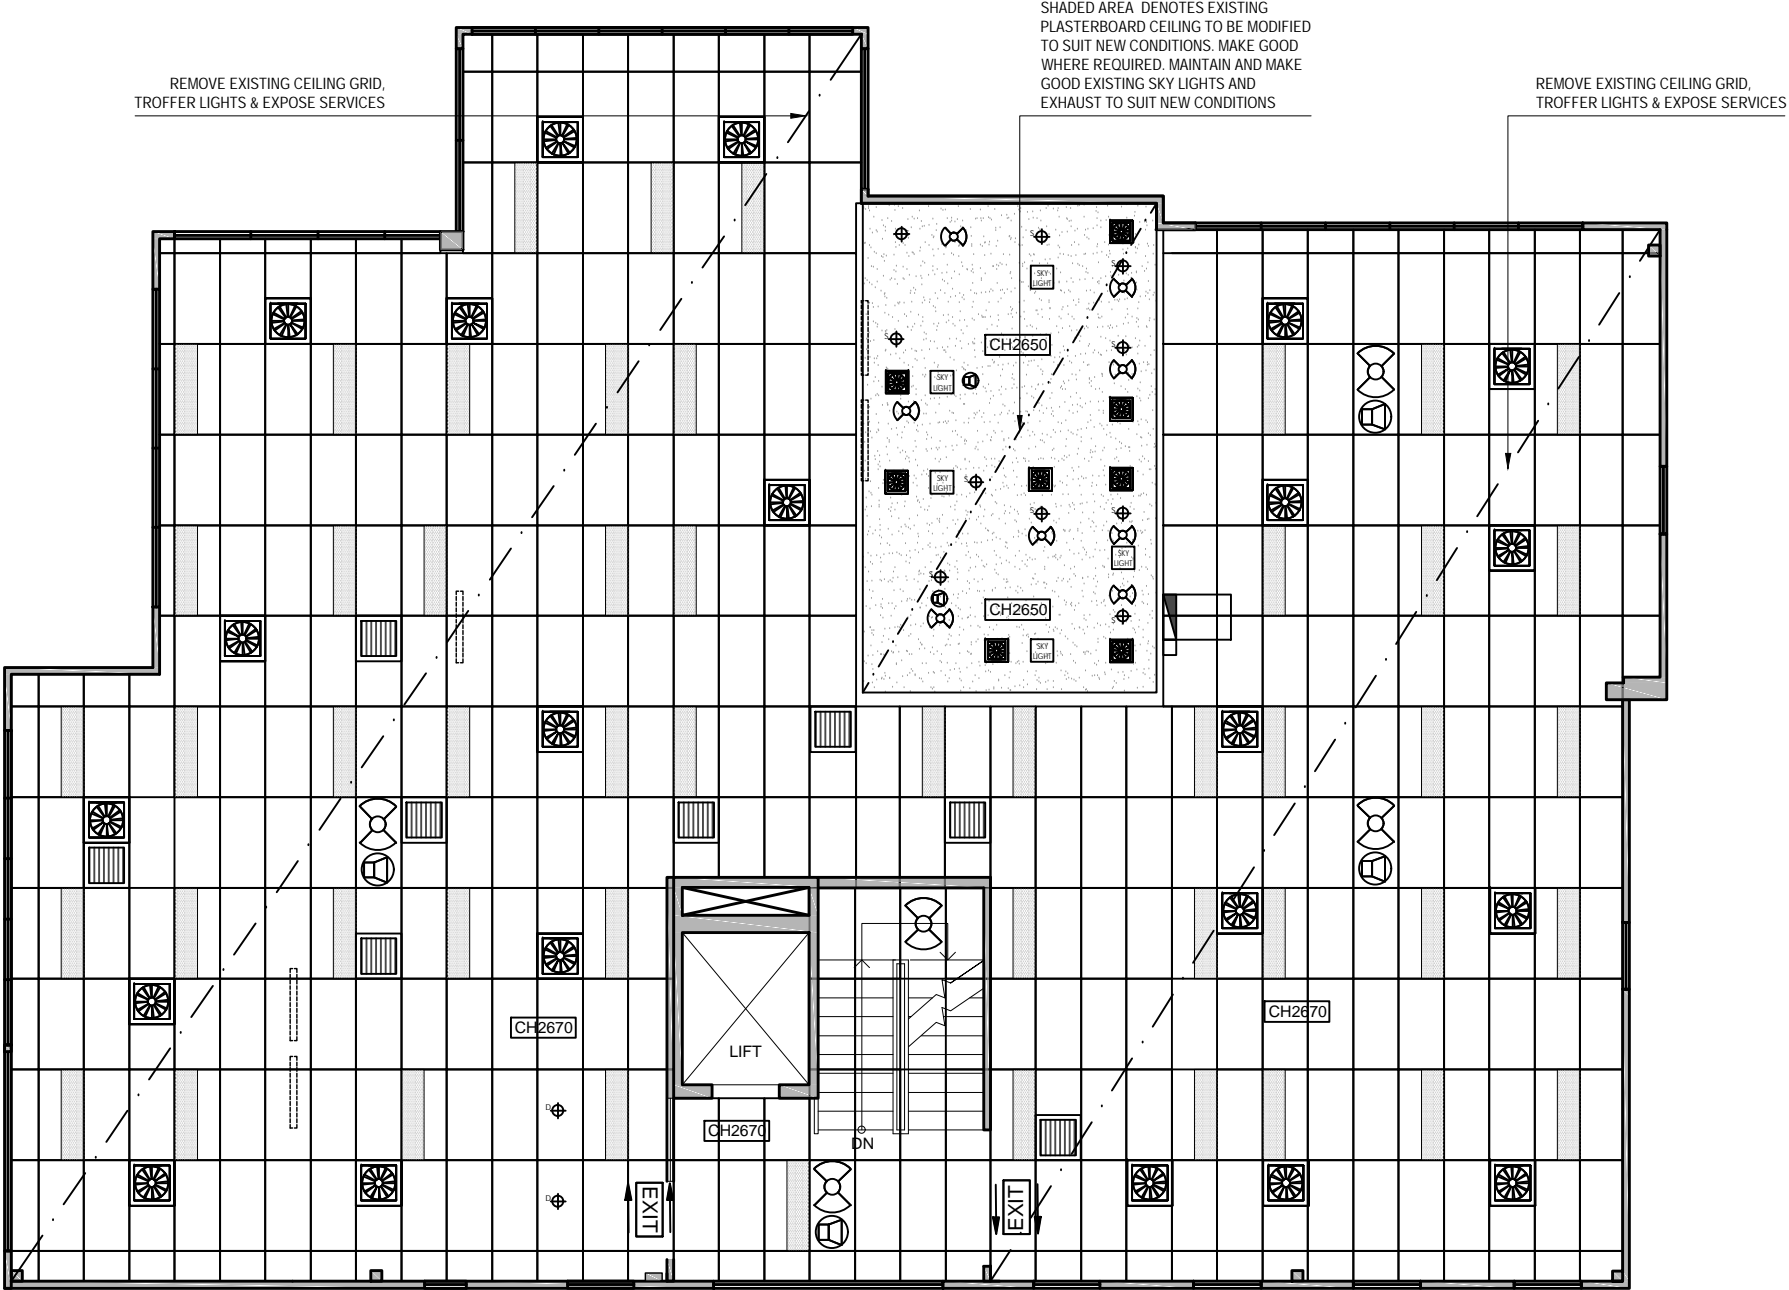 SHADED AREA DENOTES EXISTING
PLASTERBOARD CEILING TO BE MODIFIED
TO SUIT NEW CONDITIONS. MAKE GOOD
WHERE REQUIRED. MAINTAIN AND MAKE
GOOD EXISTING SKY LIGHTS AND
EXHAUST TO SUIT NEW CONDITIONS
REMOVE EXISTING CEILING GRID,
TROFFER LIGHTS & EXPOSE SERVICES
REMOVE EXISTING CEILING GRID,
TROFFER LIGHTS & EXPOSE SERVICES
S
S
SKY
LIGHT
S
CH2650
S
SKY
LIGHT
SKY
LIGHT
S
S
S
SKY
LIGHT
S
CH2650
S
SKY
LIGHT
CH2670
CH2670
LIFT
D
CH2670
DN
D
EXIT
EXIT